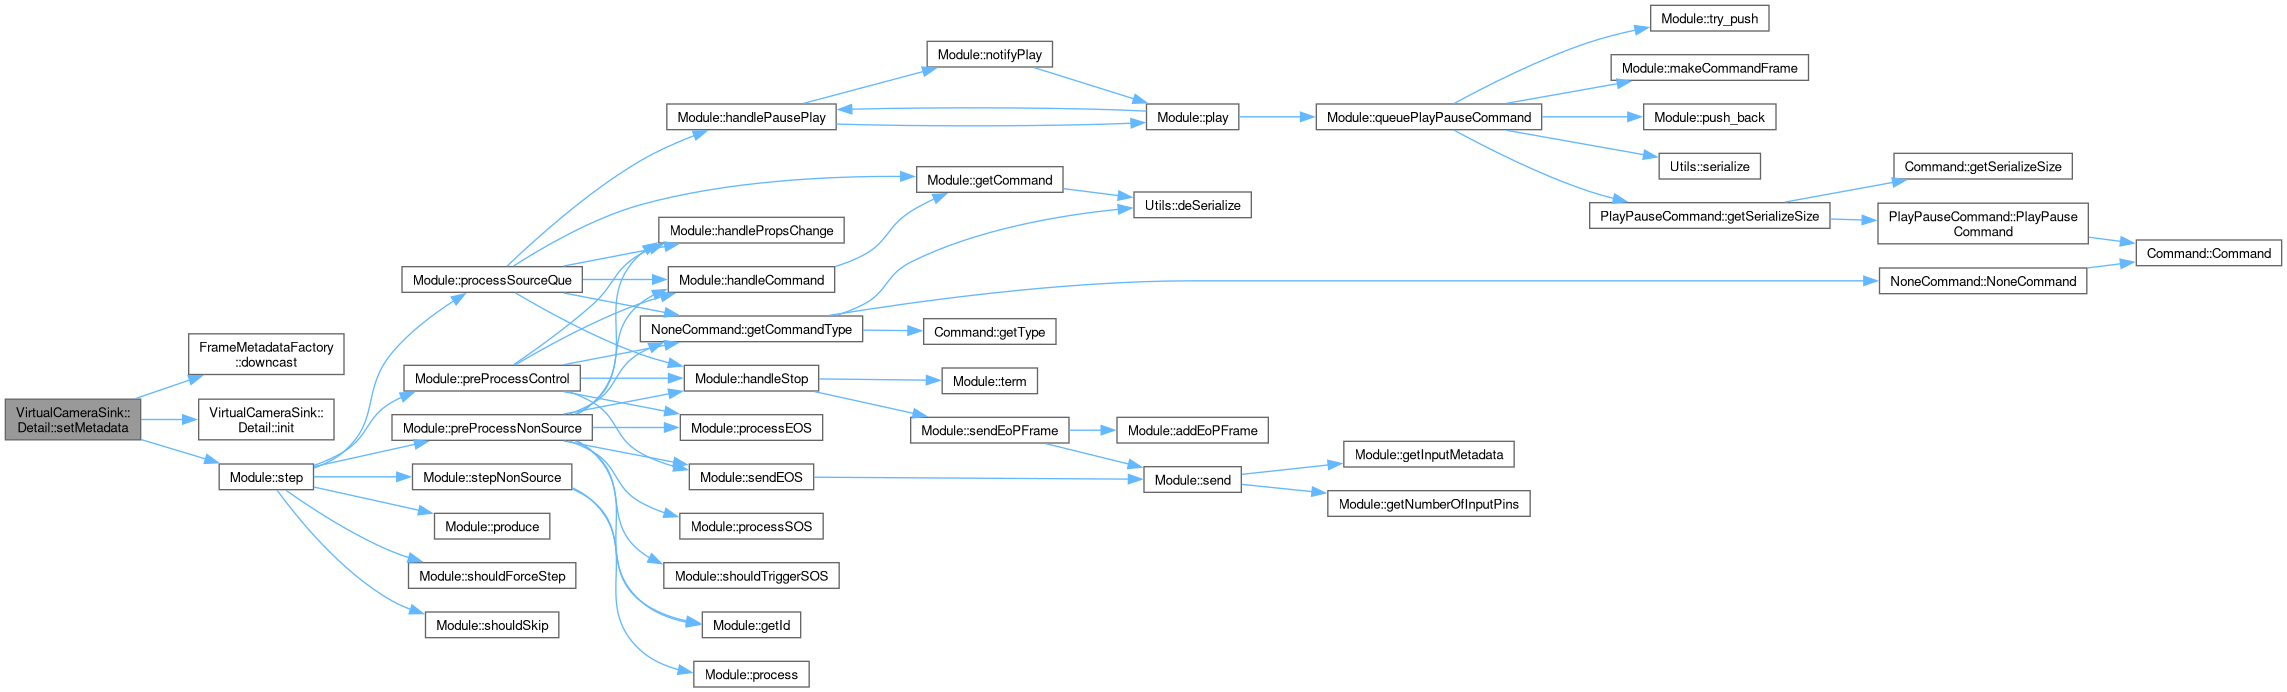 VirtualCameraSink::
Detail::setMetadata
FrameMetadataFactory
::downcast
VirtualCameraSink::
Detail::init
Module::step
Module::processSourceQue
Module::preProcessControl
Module::preProcessNonSource
Module::stepNonSource
Module::produce
Module::shouldForceStep
Module::shouldSkip
Module::handlePausePlay
Module::handlePropsChange
Module::handleCommand
NoneCommand::getCommandType
Module::handleStop
Module::processEOS
Module::sendEOS
Module::processSOS
Module::shouldTriggerSOS
Module::getId
Module::process
Module::notifyPlay
Module::getCommand
Command::getType
Module::term
Module::sendEoPFrame
Module::play
Utils::deSerialize
Module::addEoPFrame
Module::send
Module::queuePlayPauseCommand
Module::getInputMetadata
Module::getNumberOfInputPins
Module::try_push
Module::makeCommandFrame
Module::push_back
Utils::serialize
PlayPauseCommand::getSerializeSize
Command::getSerializeSize
PlayPauseCommand::PlayPause
Command
NoneCommand::NoneCommand
Command::Command